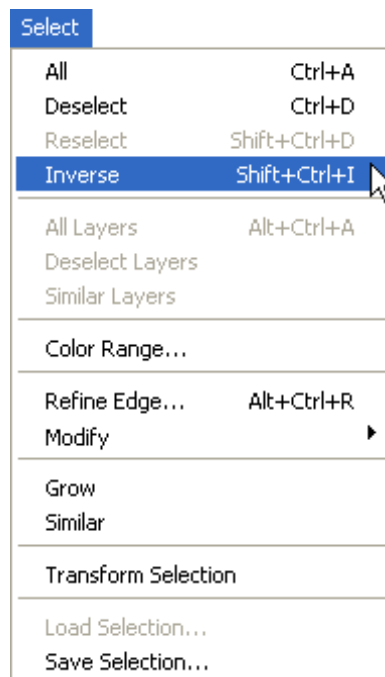 Select
All Ctrl+A
Deselect Ctrl+D
Reselect Shift+Ctrl+D
Inverse Shift+Ctrl+I
All Layers Alt+Ctrl+A
Deselect Layers
Similar Layers
Color Range...
Refine Edge... Alt+Ctrl+R
Modify
Grow
Similar
Transform Selection
Load Selection...
Save Selection...